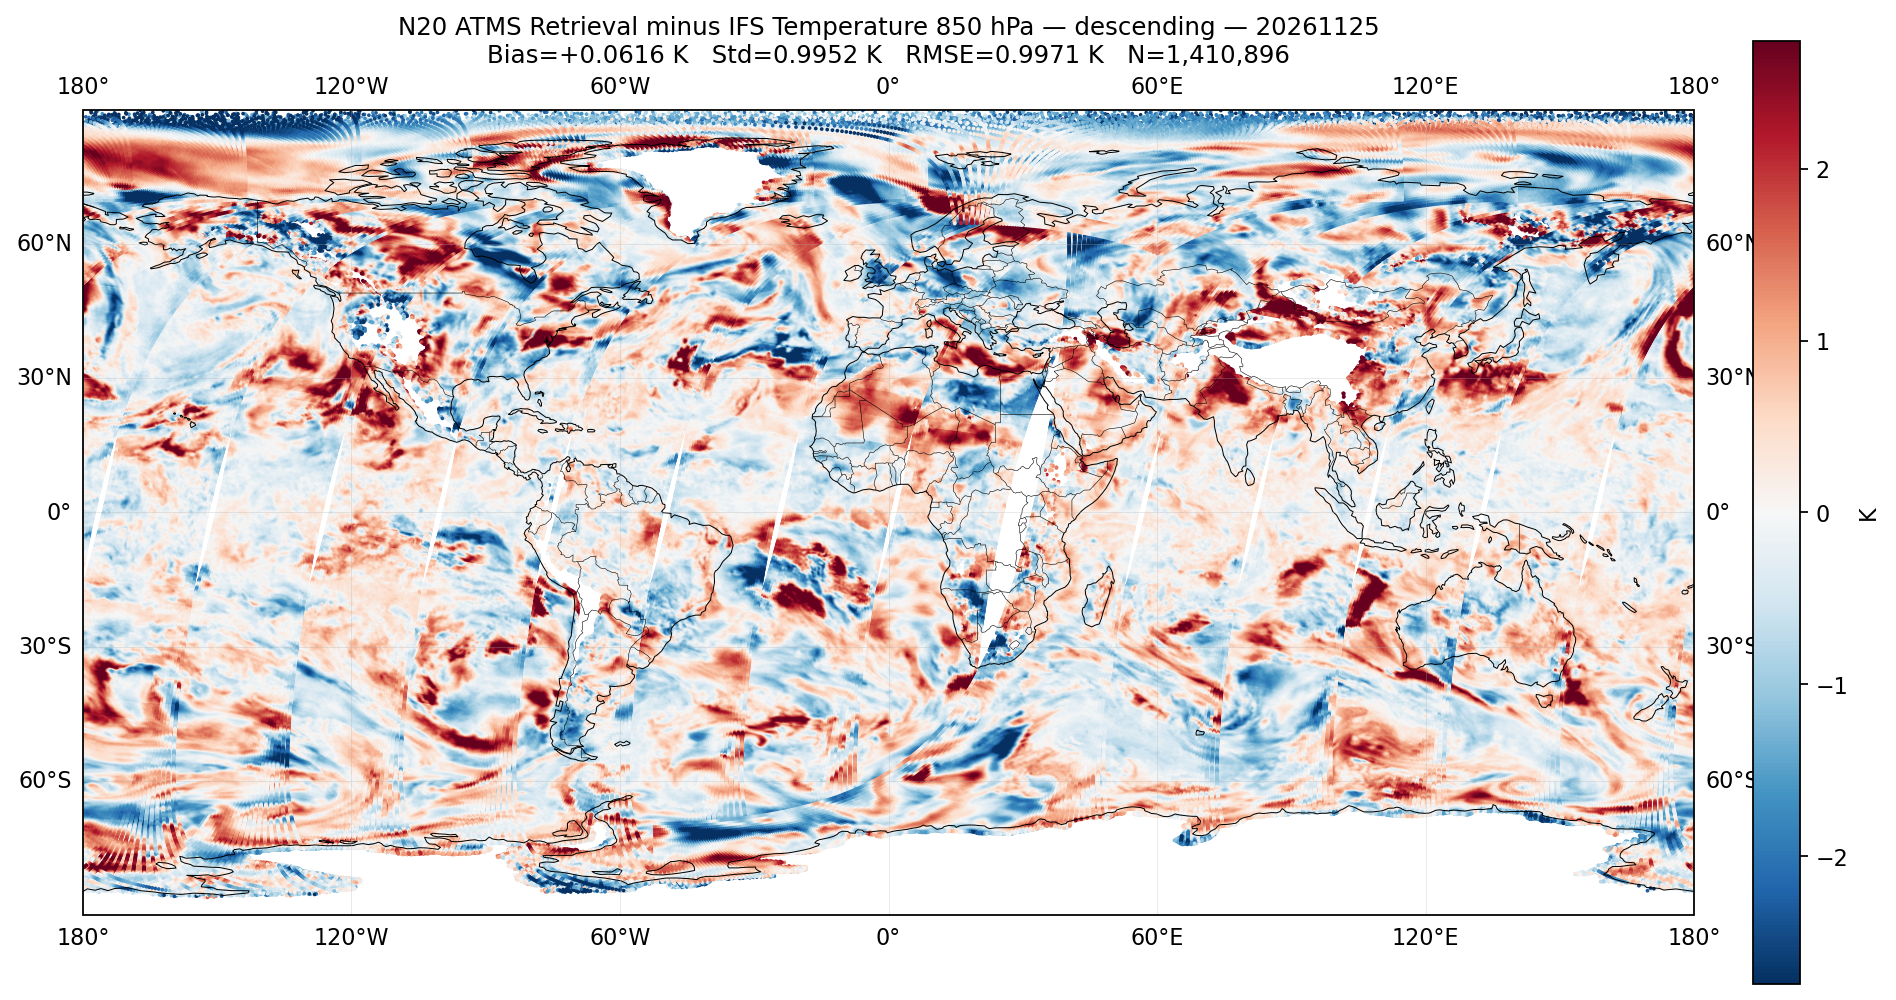 N20 ATMS Retrieval minus IFS Temperature 850 hPa — descending — 20261125
Bias=+0.0616 K   Std=0.9952 K   RMSE=0.9971 K   N=1,410,896
180° 120°W 60°W 0° 60°E 120°E 180°
60°N 60°N
30°N 30°N
0° 0°
30°S 30°S
60°S 60°S
180° 120°W 60°W 0° 60°E 120°E 180°
2
1
0
−1
−2
K